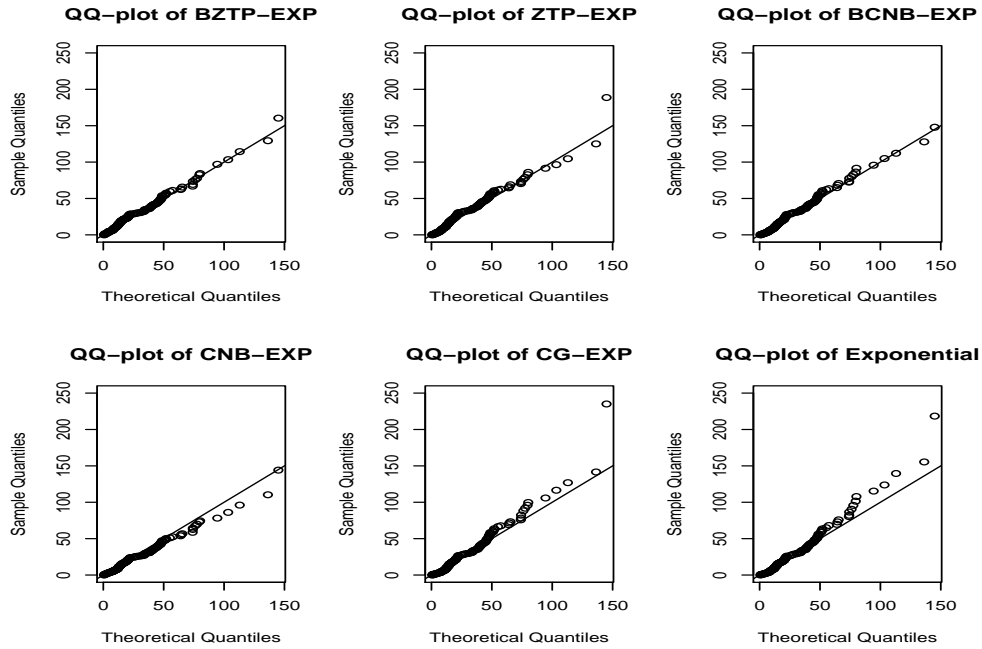 QQ−plot of BZTP−EXP
Sample Quantiles
250
200
150
100
50
0
0 50 100 150
Theoretical Quantiles
QQ−plot of ZTP−EXP
Sample Quantiles
250
200
150
100
50
0
0 50 100 150
Theoretical Quantiles
QQ−plot of BCNB−EXP
Sample Quantiles
250
200
150
100
50
0
0 50 100 150
Theoretical Quantiles
QQ−plot of CNB−EXP
Sample Quantiles
250
200
150
100
50
0
0 50 100 150
Theoretical Quantiles
QQ−plot of CG−EXP
Sample Quantiles
250
200
150
100
50
0
0 50 100 150
Theoretical Quantiles
QQ−plot of Exponential
Sample Quantiles
250
200
150
100
50
0
0 50 100 150
Theoretical Quantiles